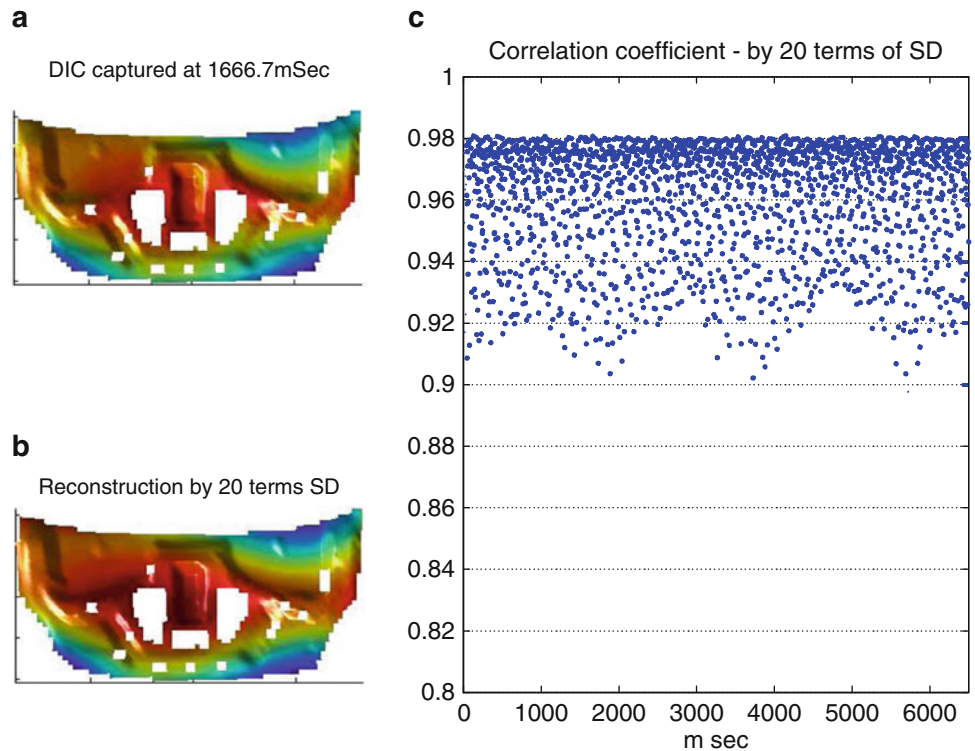 a
DIC captured at 1666.7mSec
b
Reconstruction by 20 terms SD
c
Correlation coefficient - by 20 terms of SD
1
0.98
0.96
0.94
0.92
0.9
0.88
0.86
0.84
0.82
0.8
0 1000 2000 3000 4000 5000 6000
m sec